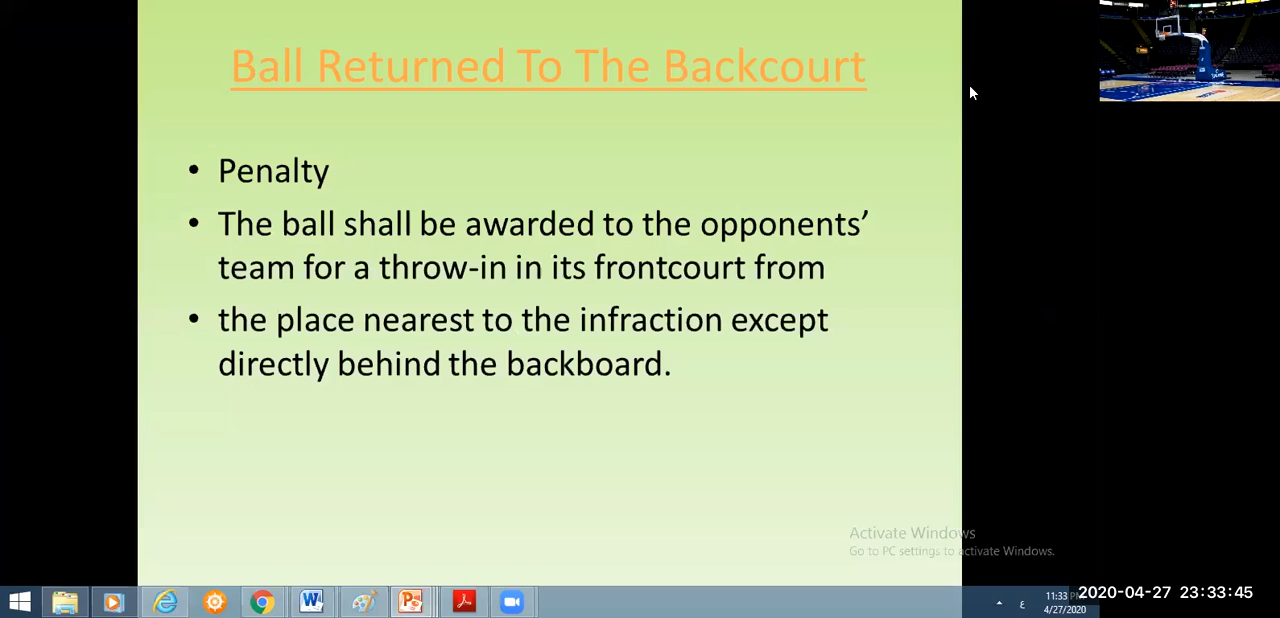 Ball Returned To The Backcourt
• Penalty
• The ball shall be awarded to the opponents’
team for a throw-in in its frontcourt from
• the place nearest to the infraction except
directly behind the backboard.
Activate Windows
Go to PC settings to activate Windows.
ع
11:33
4/27/2020
2020-04-27 23:33:45